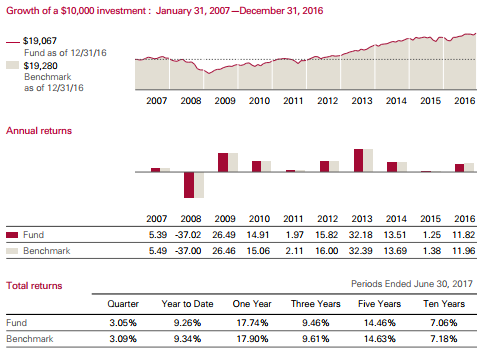 Growth of a $10,000 investment : January 31, 2007—December 31, 2016
$19,067
Fund as of 12/31/16
$19,280
Benchmark
as of 12/31/16
2007 2008 2009 2010 2011 2012 2013 2014 2015 2016
Annual returns
2007 2008 2009 2010 2011 2012 2013 2014 2015 2016
Fund 5.39 -37.02 26.49 14.91 1.97 15.82 32.18 13.51 1.25 11.82
Benchmark 5.49 -37.00 26.46 15.06 2.11 16.00 32.39 13.69 1.38 11.96
Total returns Periods Ended June 30, 2017
Quarter Year to Date One Year Three Years Five Years Ten Years
Fund 3.05% 9.26% 17.74% 9.46% 14.46% 7.06%
Benchmark 3.09% 9.34% 17.90% 9.61% 14.63% 7.18%